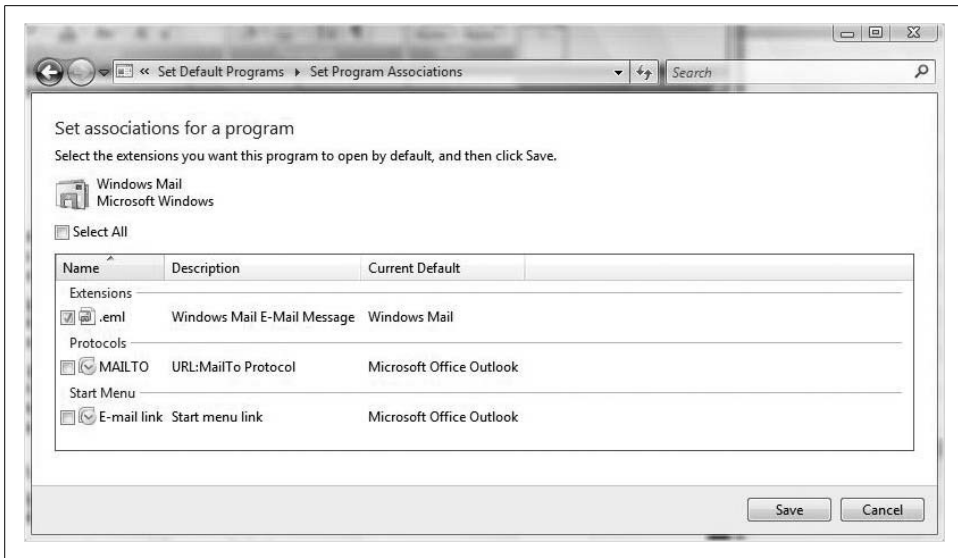 « Set Default Programs ▸ Set Program Associations
Search
Set associations for a program
Select the extensions you want this program to open by default, and then click Save.
Windows Mail
Microsoft Windows
Select All
Name Description Current Default
Extensions
.eml Windows Mail E-Mail Message Windows Mail
Protocols
MAILTO URL:MailTo Protocol Microsoft Office Outlook
Start Menu
E-mail link Start menu link Microsoft Office Outlook
Save Cancel